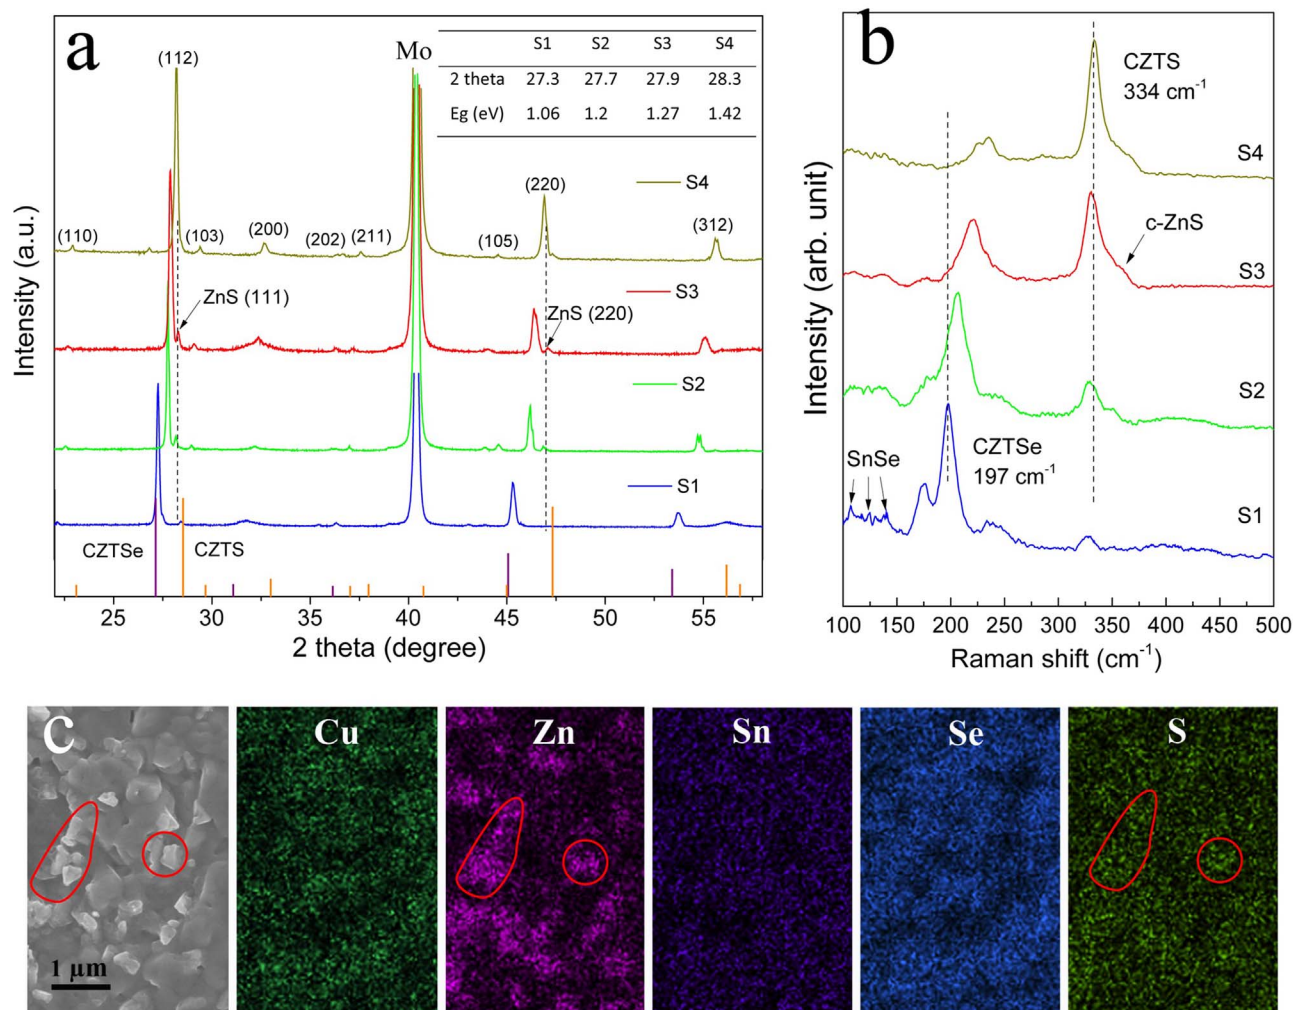 a
S1 S2 S3 S4
2 theta 27.3 27.7 27.9 28.3
Eg (eV) 1.06 1.2 1.27 1.42
Mo
(112)
(110)
(103)
(200)
(202)
(211)
(105)
(220)
(312)
S4
ZnS (111)
S3
ZnS (220)
S2
S1
CZTSe
CZTS
Intensity (a.u.)
25 30 35 40 45 50 55
2 theta (degree)
b
CZTS
334 cm-1
S4
c-ZnS
S3
S2
CZTSe
197 cm-1
SnSe
S1
Intensity (arb. unit)
100 150 200 250 300 350 400 450 500
Raman shift (cm-1)
c
1 μm
Cu
Zn
Sn
Se
S